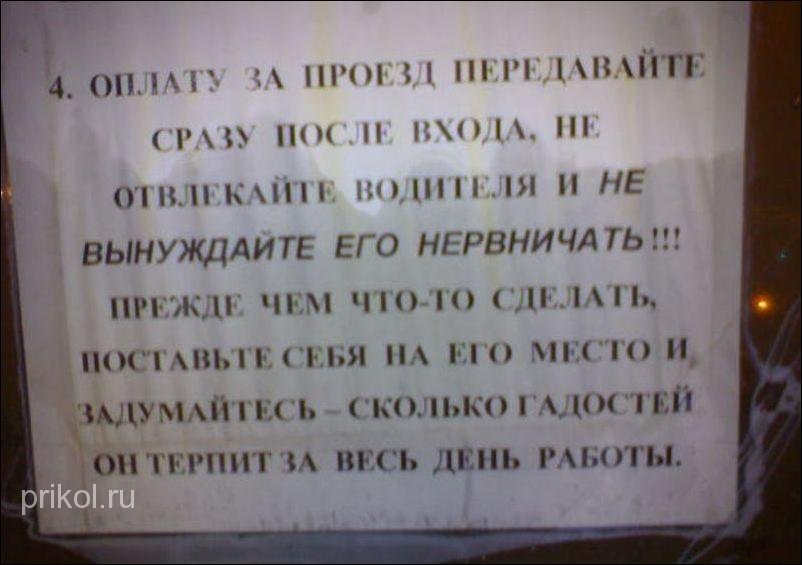 4. ОПЛАТУ ЗА ПРОЕЗД ПЕРЕДАВАЙТЕ
СРАЗУ ПОСЛЕ ВХОДА, НЕ
ОТВЛЕКАЙТЕ ВОДИТЕЛЯ И НЕ
ВЫНУЖДАЙТЕ ЕГО НЕРВНИЧАТЬ!!!
ПРЕЖДЕ ЧЕМ ЧТО-ТО СДЕЛАТЬ,
ПОСТАВЬТЕ СЕБЯ НА ЕГО МЕСТО И
ЗАДУМАЙТЕСЬ – СКОЛЬКО ГАДОСТЕЙ
ОН ТЕРПИТ ЗА ВЕСЬ ДЕНЬ РАБОТЫ.
prikol.ru